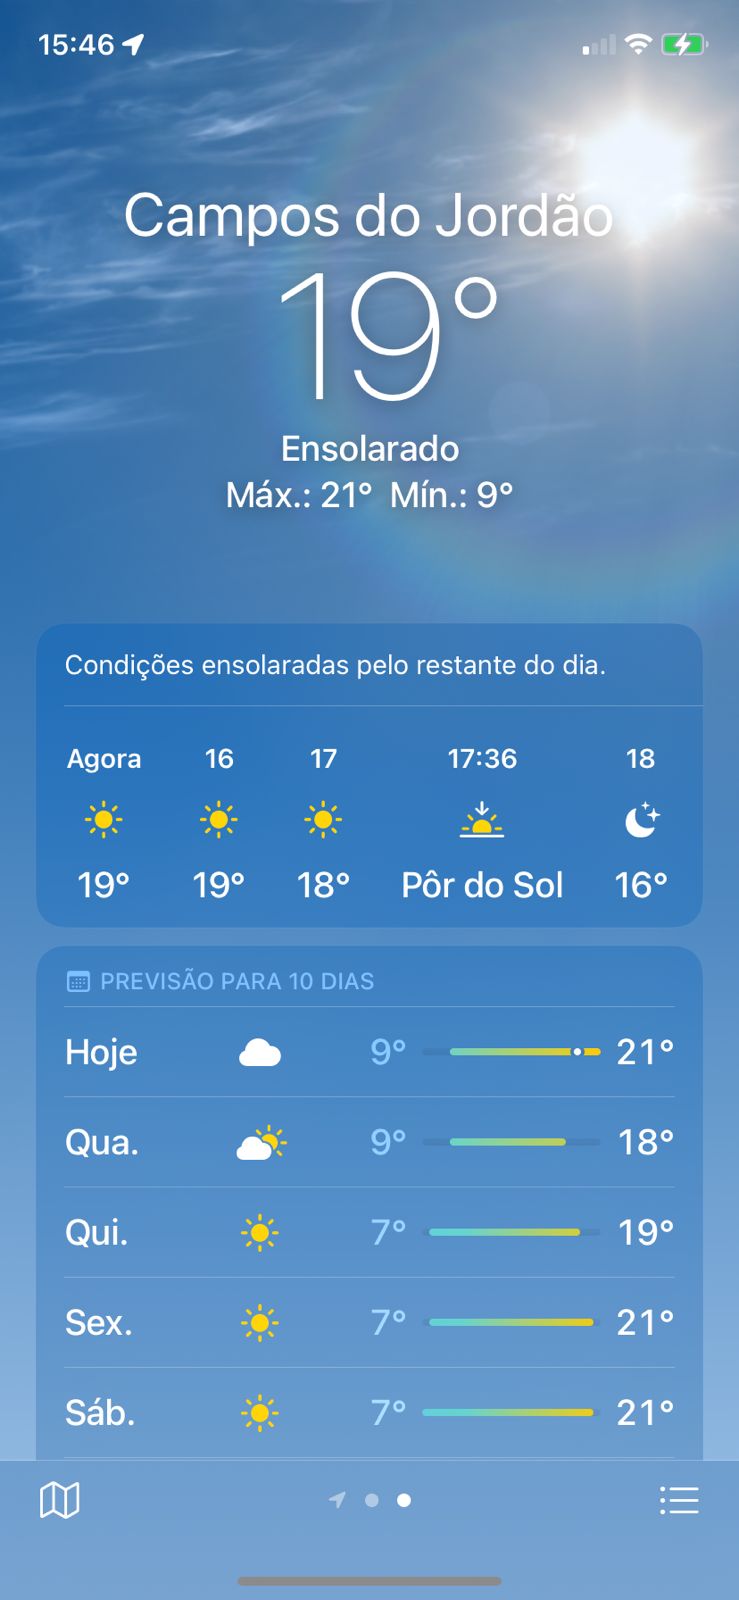 15:46
Campos do Jordão
19°
Ensolarado
Máx.: 21° Mín.: 9°
Condições ensolaradas pelo restante do dia.
Agora 16 17 17:36 18
19° 19° 18° Pôr do Sol 16°
PREVISÃO PARA 10 DIAS
Hoje 9° 21°
Qua. 9° 18°
Qui. 7° 19°
Sex. 7° 21°
Sáb. 7° 21°